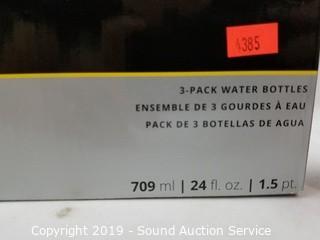 4385
3-PACK WATER BOTTLES
ENSEMBLE DE 3 GOURDES À EAU
PACK DE 3 BOTELLAS DE AGUA
709 ml | 24 fl. oz. | 1.5 pt.
Copyright 2019 - Sound Auction Service